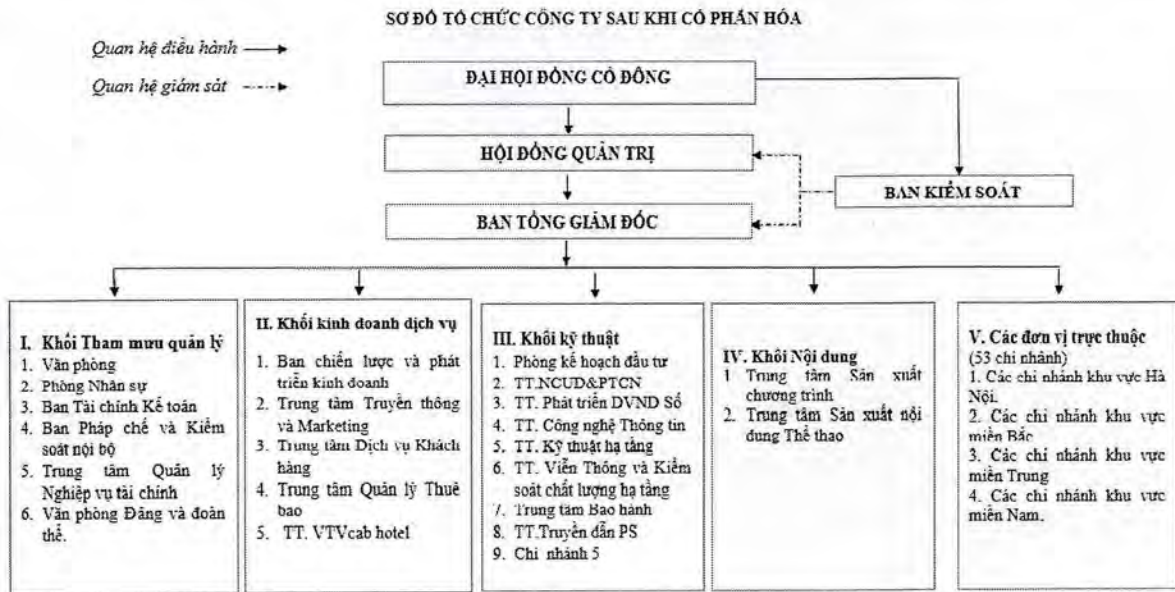 SƠ ĐỒ TỔ CHỨC CÔNG TY SAU KHI CỔ PHẦN HÓA
Quan hệ điều hành
Quan hệ giám sát
ĐẠI HỘI ĐỒNG CỔ ĐÔNG
HỘI ĐỒNG QUẢN TRỊ
BAN KIỂM SOÁT
BAN TỔNG GIÁM ĐỐC
I. Khối Tham mưu quản lý
1. Văn phòng
2. Phòng Nhân sự
3. Ban Tài chính Kế toán
4. Ban Pháp chế và Kiểm
soát nội bộ
5. Trung tâm Quản lý
Nghiệp vụ tài chính
6. Văn phòng Đảng và đoàn
thể.
II. Khối kinh doanh dịch vụ
1. Ban chiến lược và phát
triển kinh doanh
2. Trung tâm Truyền thông
và Marketing
3. Trung tâm Dịch vụ Khách
hàng
4. Trung tâm Quản lý Thuê
bao
5. TT. VTVcab hotel
III. Khối kỹ thuật
1. Phòng kế hoạch đầu tư
2. TT.NCUD&PTCN
3. TT. Phát triển DVND Số
4. TT. Công nghệ Thông tin
5. TT. Kỹ thuật hạ tầng
6. TT. Viễn Thông và Kiểm
soát chất lượng hạ tầng
7. Trung tâm Bảo hành
8. TT.Truyền dẫn PS
9. Chi nhánh 5
IV. Khối Nội dung
1 Trung tâm Sản xuất
chương trình
2. Trung tâm Sản xuất nội
dung Thể thao
V. Các đơn vị trực thuộc
(53 chi nhánh)
1. Các chi nhánh khu vực Hà
Nội.
2. Các chi nhánh khu vực
miền Bắc
3. Các chi nhánh khu vực
miền Trung
4. Các chi nhánh khu vực
miền Nam.